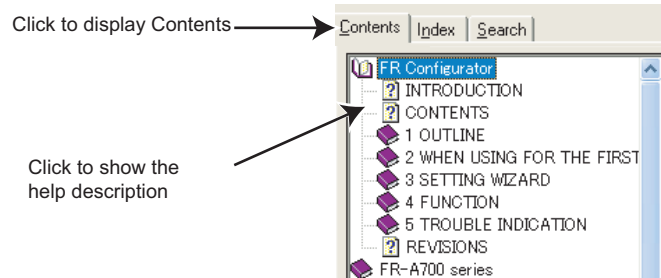 Click to display Contents
Contents Index Search
FR Configurator
INTRODUCTION
CONTENTS
1 OUTLINE
2 WHEN USING FOR THE FIRST
3 SETTING WIZARD
4 FUNCTION
5 TROUBLE INDICATION
REVISIONS
FR-A700 series
Click to show the
help description